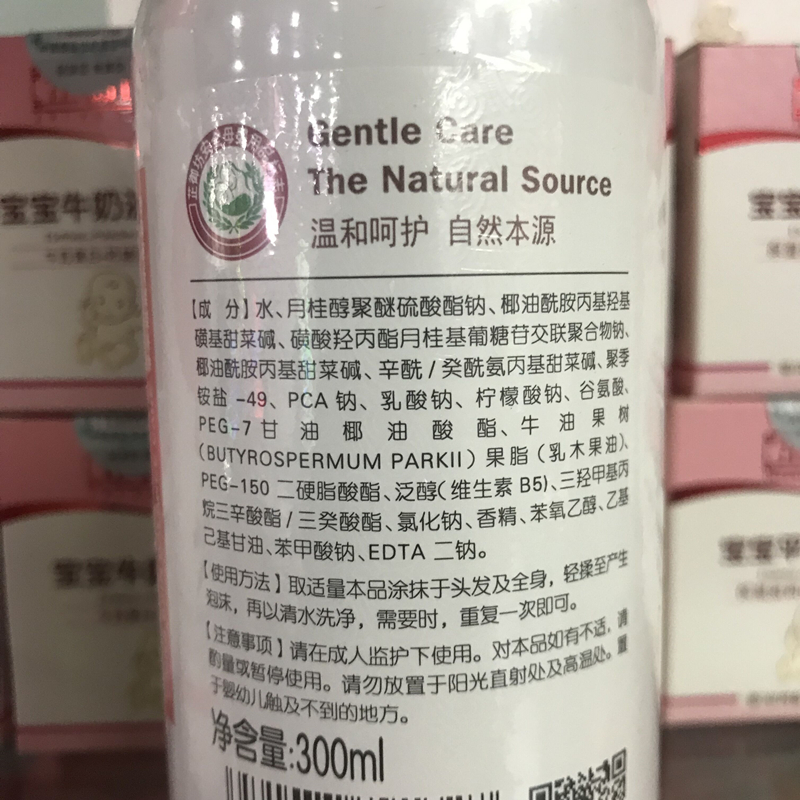 Gentle Care
The Natural Source
温和呵护 自然本源
【成 分】水、月桂醇聚醚硫酸酯钠、椰油酰胺丙基羟基
磺基甜菜碱、磺酸羟丙酯月桂基葡糖苷交联聚合物钠、
椰油酰胺丙基甜菜碱、辛酰/癸酰氨丙基甜菜碱、聚季
铵盐-49、PCA钠、乳酸钠、柠檬酸钠、谷氨酸、
PEG-7甘油椰油酸酯、牛油果树
(BUTYROSPERMUM PARKII)果脂(乳木果油)、
PEG-150二硬脂酸酯、泛醇(维生素B5)、三羟甲基丙
烷三辛酸酯/三癸酸酯、氯化钠、香精、苯氧乙醇、乙基
己基甘油、苯甲酸钠、EDTA二钠。
【使用方法】取适量本品涂抹于头发及全身，轻揉至产生
泡沫，再以清水洗净，需要时，重复一次即可。
【注意事项】请在成人监护下使用。对本品如有不适，请
酌量或暂停使用。请勿放置于阳光直射处及高温处。置
于婴幼儿触及不到的地方。
净含量:300ml
宝宝牛奶
宝宝
宝宝牛
宝宝